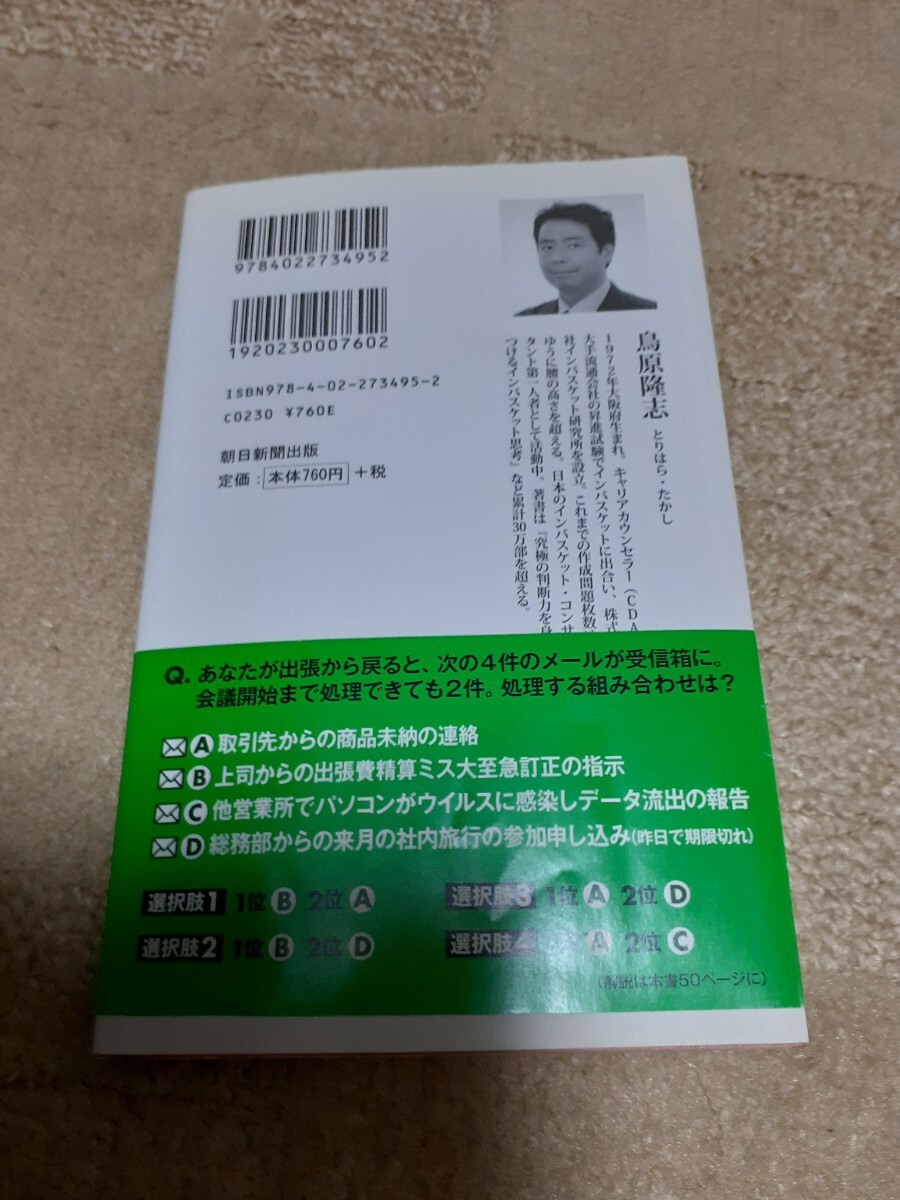 9784022734952
1920230007602
ISBN978-4-02-273495-2
C0230 ¥760E
朝日新聞出版
定価：本体760円＋税
鳥原隆志 とりはら・たかし
1972年大阪府生まれ。キャリアカウンセラー（CDA
大手流通会社の昇進試験でインバスケットに出合い、株式
社インバスケット研究所を設立。これまでの作成問題枚数
ゆうに腰の高さを超える。日本のインバスケット・コンサ
タント第一人者として活動中。著書は『究極の判断力を身
つけるインバスケット思考』など累計30万部を超える。
Q. あなたが出張から戻ると、次の4件のメールが受信箱に。
会議開始まで処理できても2件。処理する組み合わせは？
A 取引先からの商品未納の連絡
B 上司からの出張費精算ミス大至急訂正の指示
C 他営業所でパソコンがウイルスに感染しデータ流出の報告
D 総務部からの来月の社内旅行の参加申し込み（昨日で期限切れ）
選択肢1 1位 B 2位 A
選択肢2 1位 B 2位 D
選択肢3 1位 A 2位 D
選択肢4 1位 A 2位 C
（解説は本書50ページに）